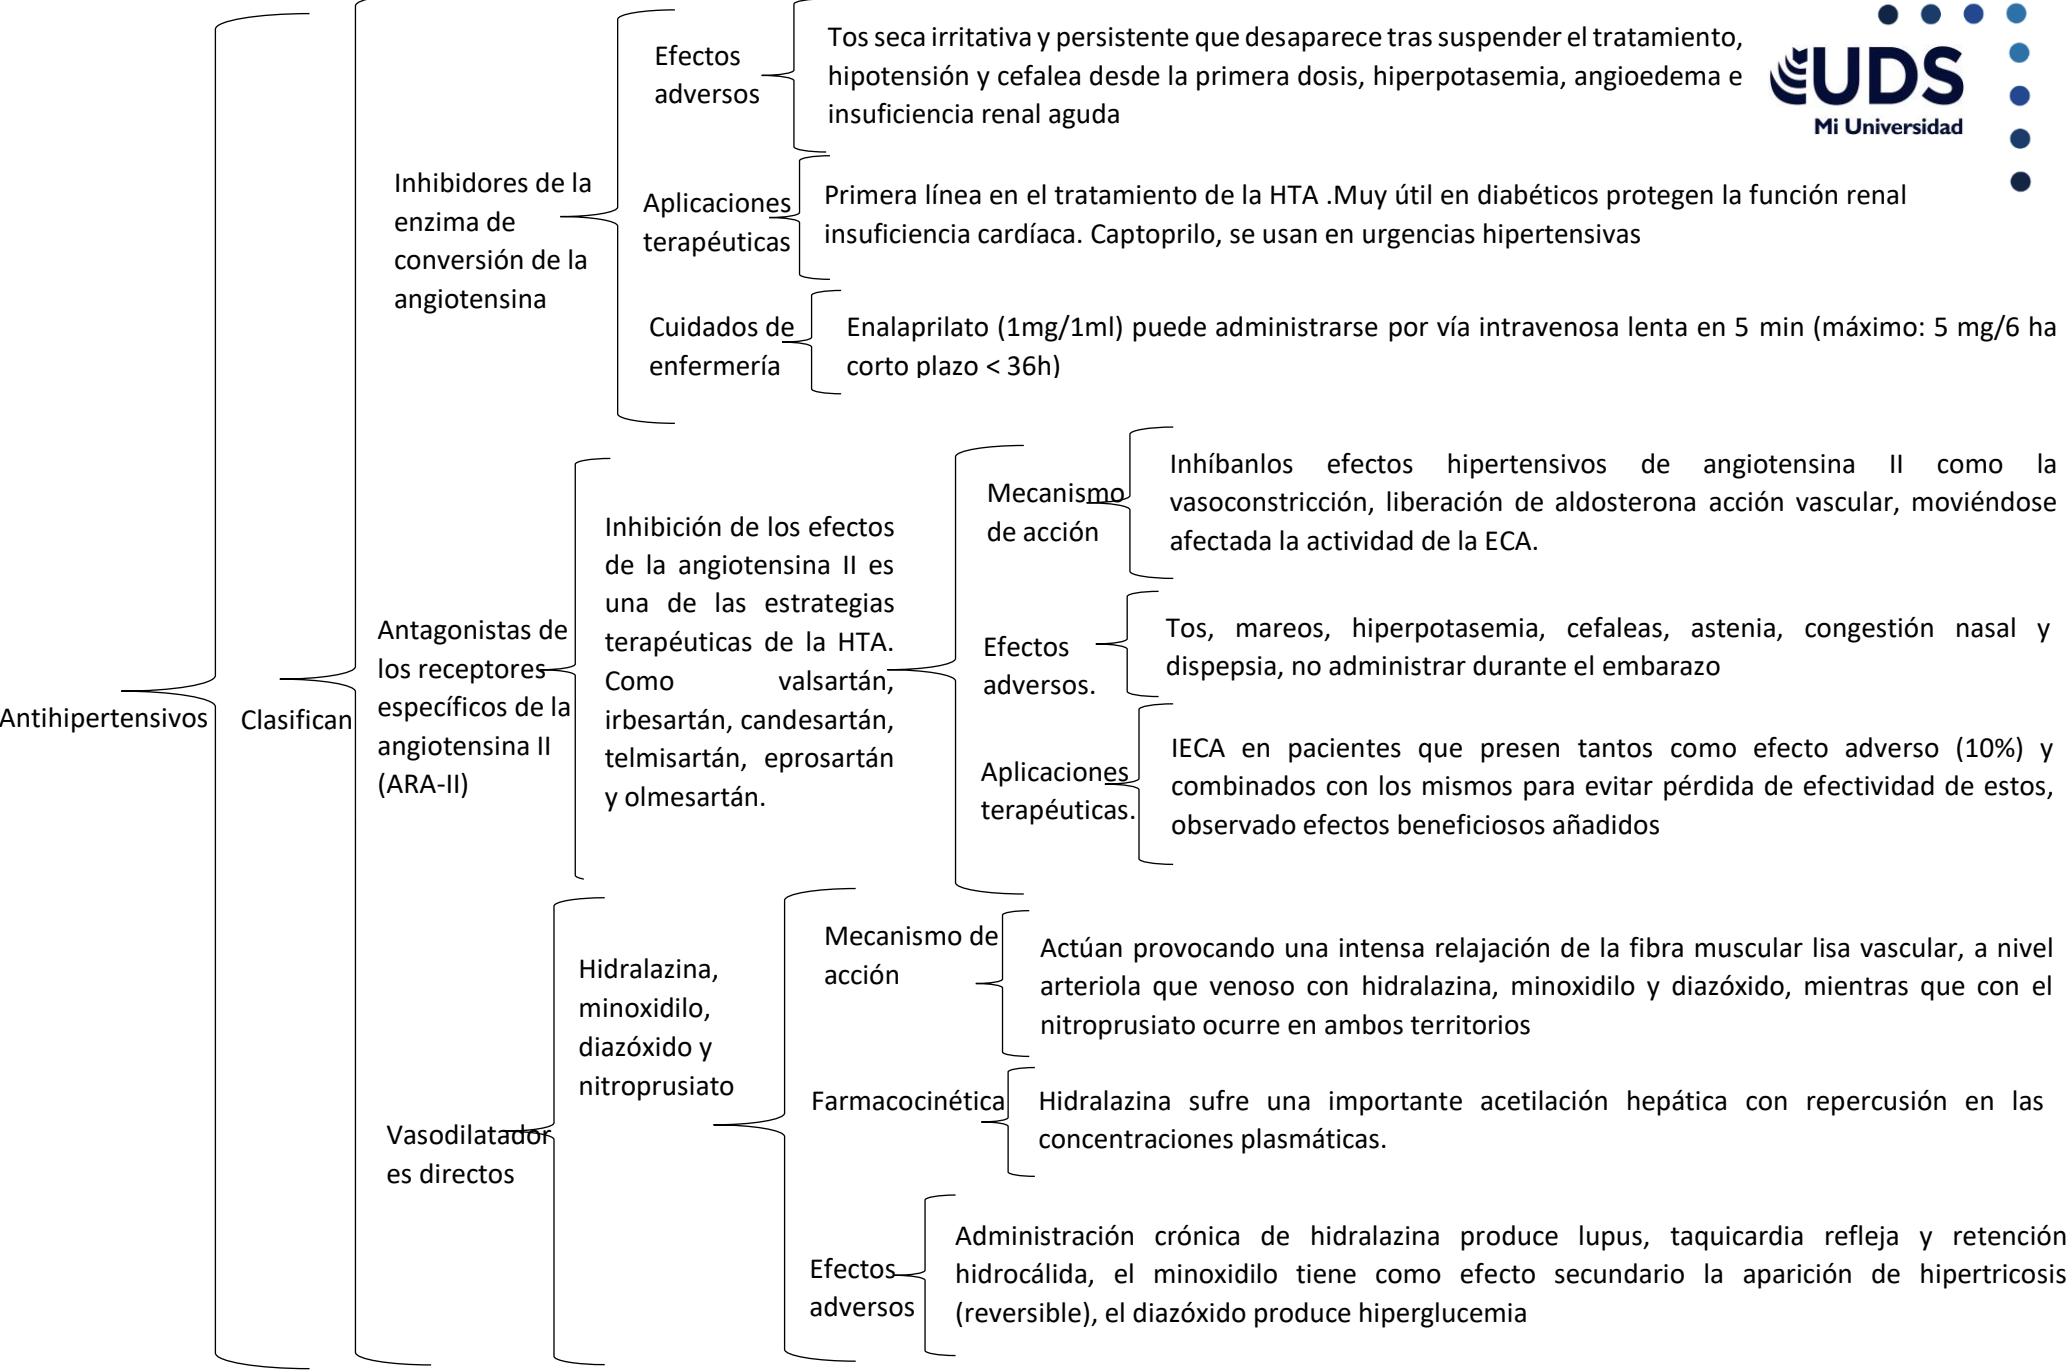 UDS
Mi Universidad
Antihipertensivos
Clasifican
Inhibidores de la
enzima de
conversión de la
angiotensina
Efectos
adversos
Tos seca irritativa y persistente que desaparece tras suspender el tratamiento,
hipotensión y cefalea desde la primera dosis, hiperpotasemia, angioedema e
insuficiencia renal aguda
Aplicaciones
terapéuticas
Primera línea en el tratamiento de la HTA .Muy útil en diabéticos protegen la función renal
insuficiencia cardíaca. Captoprilo, se usan en urgencias hipertensivas
Cuidados de
enfermería
Enalaprilato (1mg/1ml) puede administrarse por vía intravenosa lenta en 5 min (máximo: 5 mg/6 ha
corto plazo < 36h)
Antagonistas de
los receptores
específicos de la
angiotensina II
(ARA-II)
Inhibición de los efectos
de la angiotensina II es
una de las estrategias
terapéuticas de la HTA.
Como valsartán,
irbesartán, candesartán,
telmisartán, eprosartán
y olmesartán.
Mecanismo
de acción
Inhíbanlos efectos hipertensivos de angiotensina II como la
vasoconstricción, liberación de aldosterona acción vascular, moviéndose
afectada la actividad de la ECA.
Efectos
adversos.
Tos, mareos, hiperpotasemia, cefaleas, astenia, congestión nasal y
dispepsia, no administrar durante el embarazo
Aplicaciones
terapéuticas.
IECA en pacientes que presen tantos como efecto adverso (10%) y
combinados con los mismos para evitar pérdida de efectividad de estos,
observado efectos beneficiosos añadidos
Vasodilatador
es directos
Hidralazina,
minoxidilo,
diazóxido y
nitroprusiato
Mecanismo de
acción
Actúan provocando una intensa relajación de la fibra muscular lisa vascular, a nivel
arteriola que venoso con hidralazina, minoxidilo y diazóxido, mientras que con el
nitroprusiato ocurre en ambos territorios
Farmacocinética
Hidralazina sufre una importante acetilación hepática con repercusión en las
concentraciones plasmáticas.
Efectos
adversos
Administración crónica de hidralazina produce lupus, taquicardia refleja y retención
hidrocálida, el minoxidilo tiene como efecto secundario la aparición de hipertricosis
(reversible), el diazóxido produce hiperglucemia